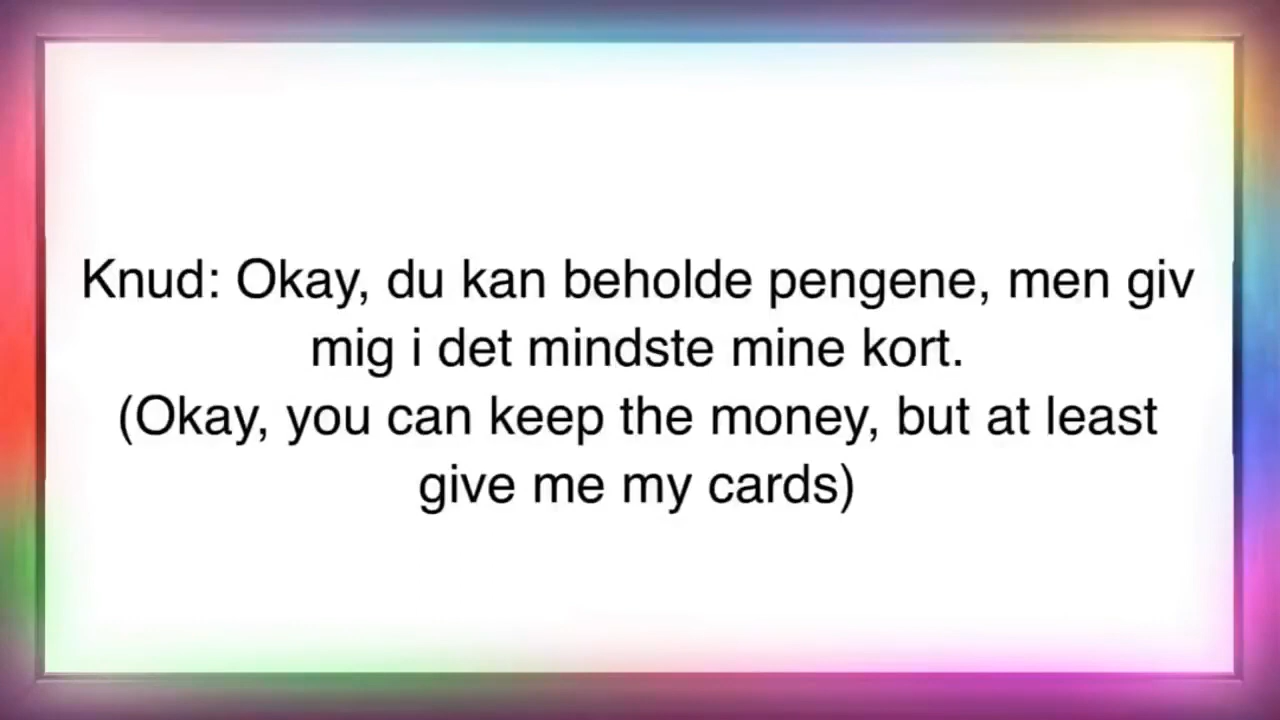 Knud: Okay, du kan beholde pengene, men giv
mig i det mindste mine kort.
(Okay, you can keep the money, but at least
give me my cards)